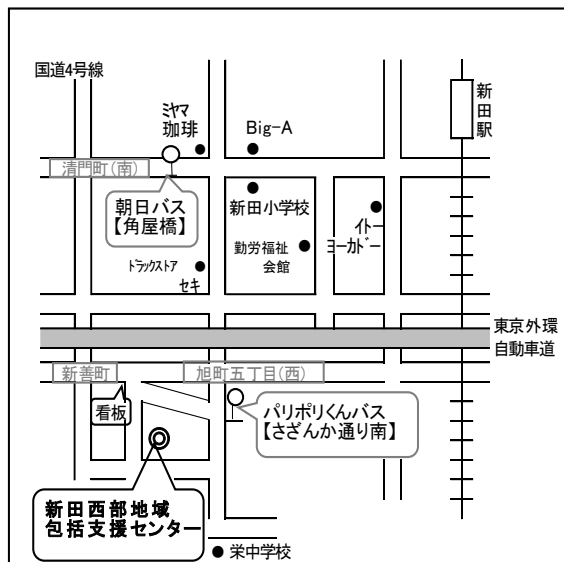 国道4号線
新田駅
ミヤマ
珈琲
Big-A
清門町(南)
朝日バス
【角屋橋】
新田小学校
イトー
ヨーカドー
勤労福祉
会館
ドラックストア
セキ
東京外環
自動車道
新善町
旭町五丁目(西)
看板
パリポリくんバス
【さざんか通り南】
新田西部地域
包括支援センター
栄中学校